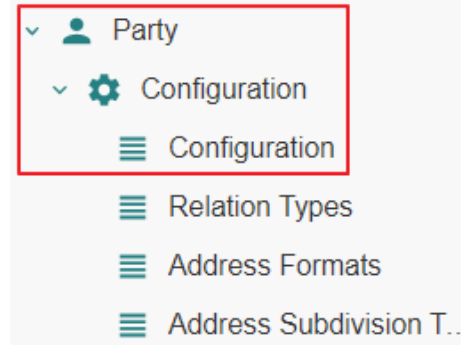 Party
Configuration
Configuration
Relation Types
Address Formats
Address Subdivision T..